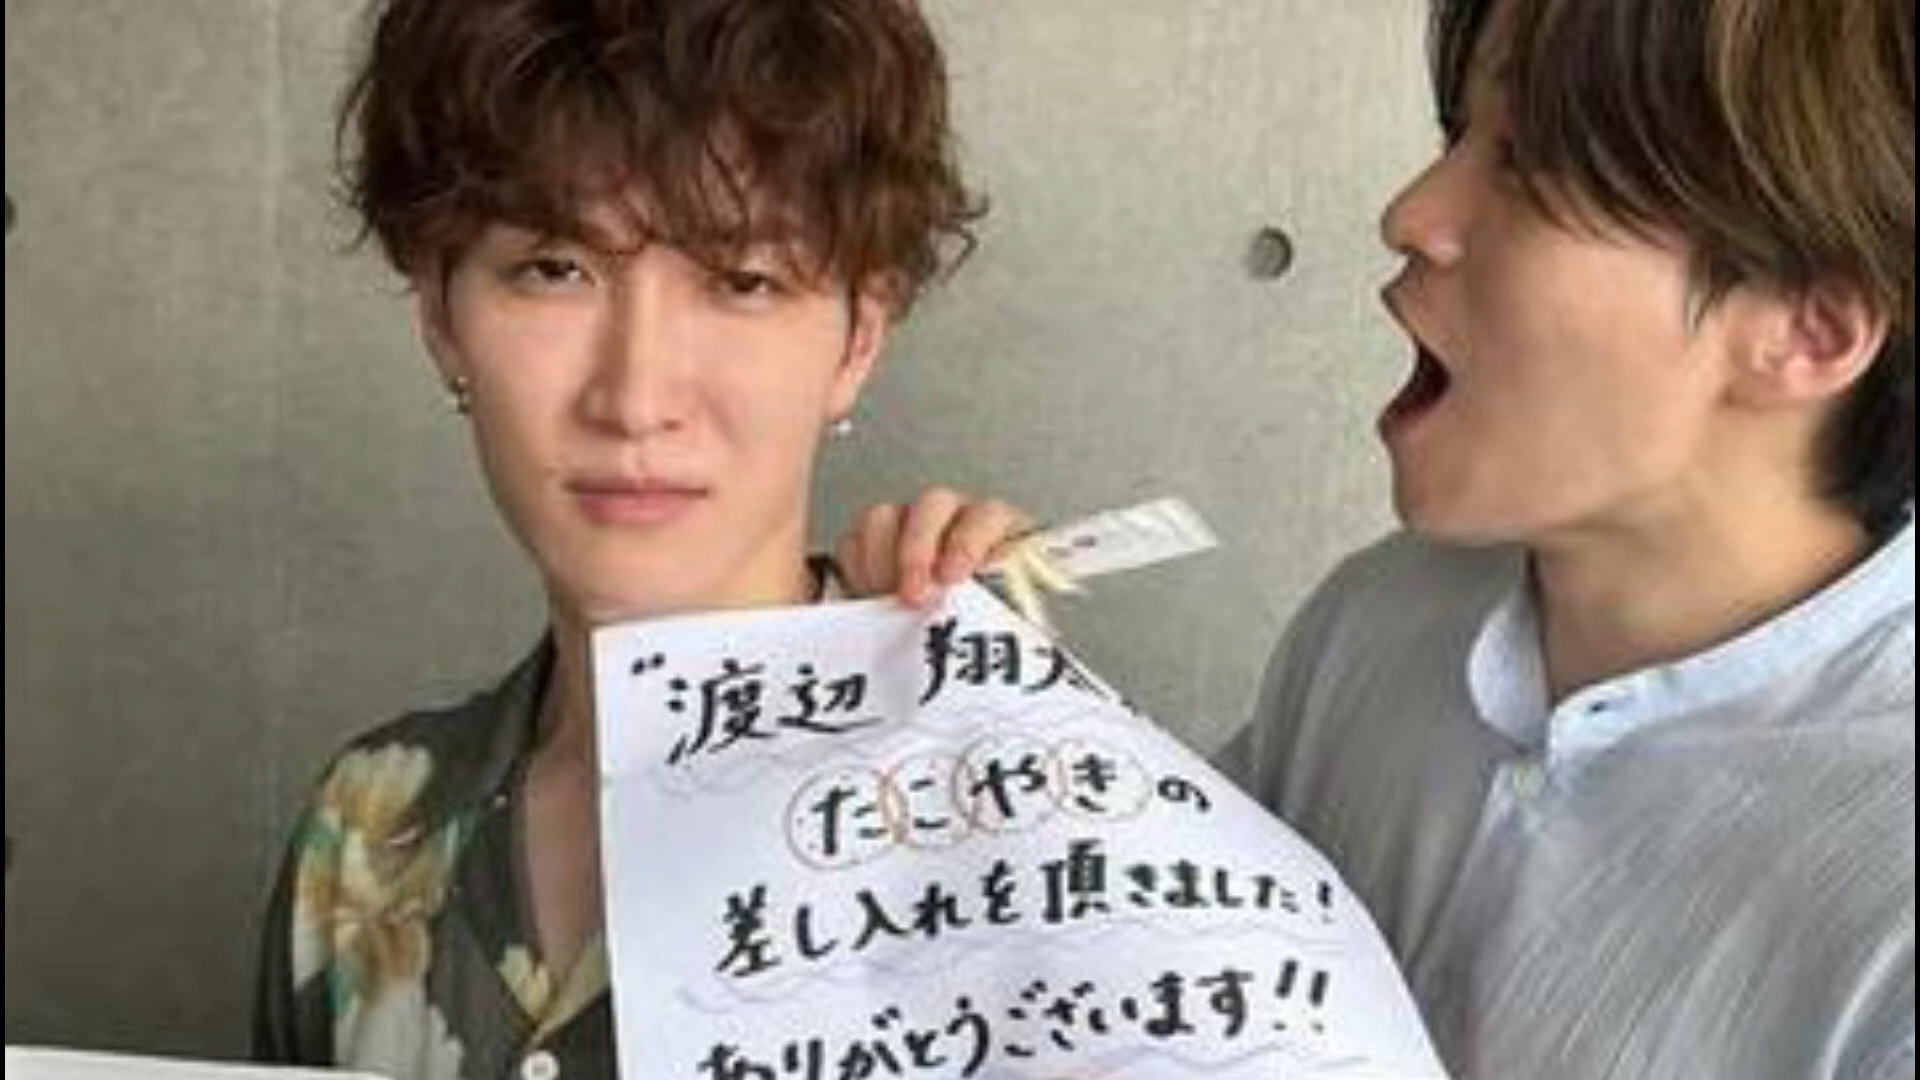 "渡辺 翔太
たこやきの
差し入れを頂きました!
ありがとうございます!!